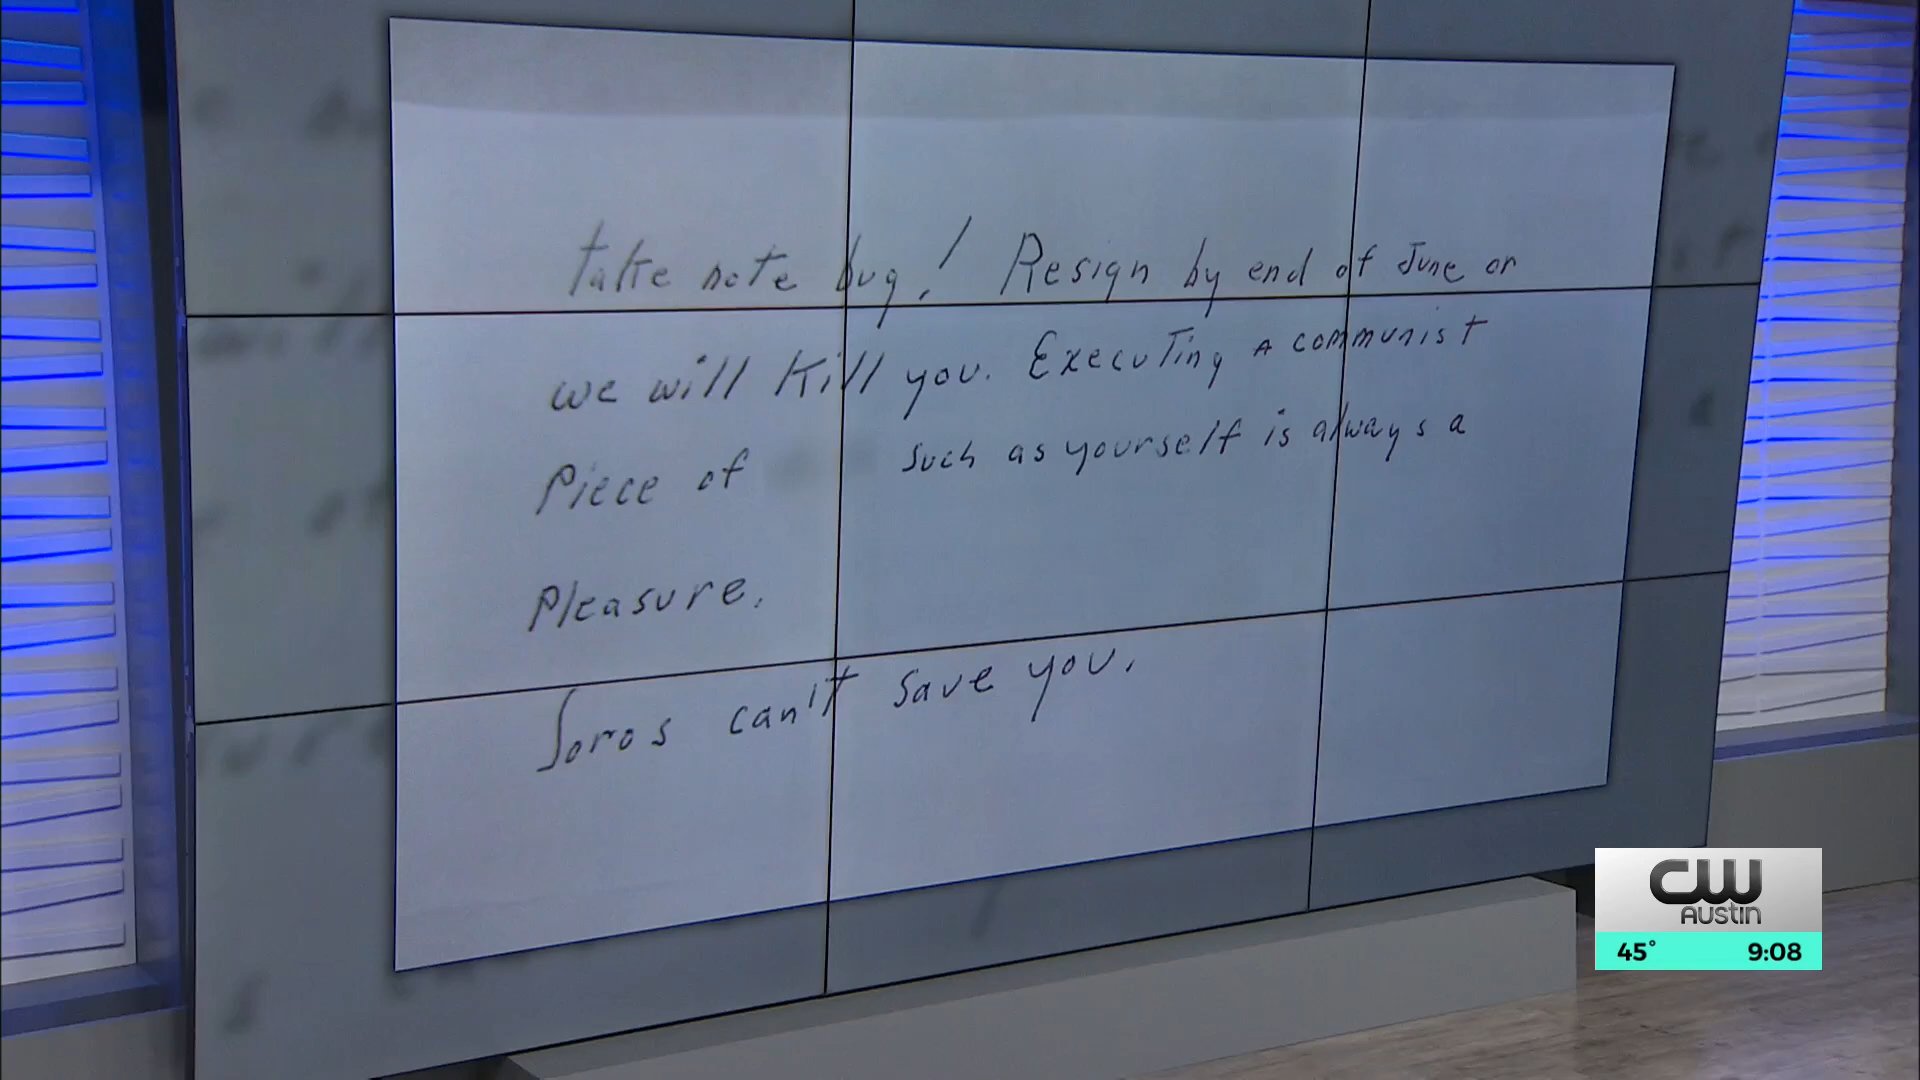 take note bug! Resign by end of June or
we will Kill you. Executing A communist
Piece of such as yourself is always a
Pleasure.
Soros can't save you.
CW
AUSTIN
45° 9:08